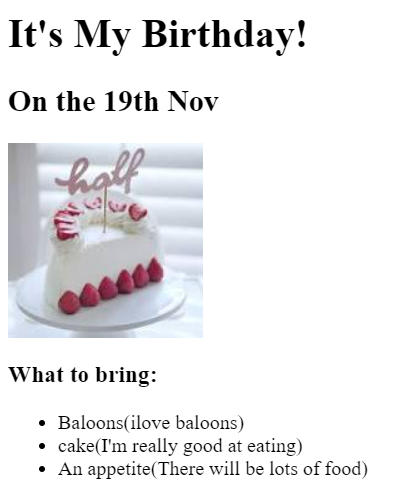 It's My Birthday!
On the 19th Nov
half
What to bring:
Baloons(ilove baloons)
cake(I'm really good at eating)
An appetite(There will be lots of food)